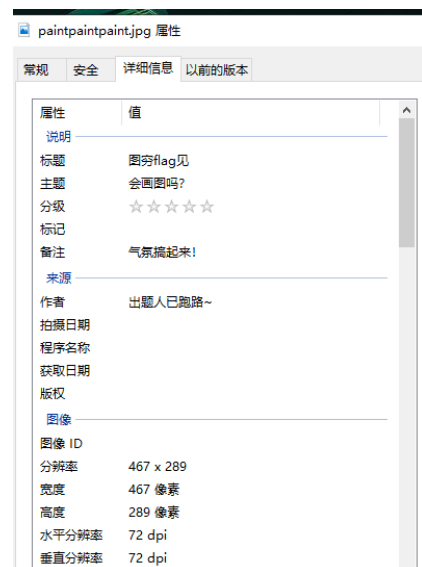 paintpaintpaint.jpg 属性
常规 安全 详细信息 以前的版本
属性 值
说明
标题 图穷flag见
主题 会画图吗?
分级
标记
备注 气氛搞起来!
来源
作者 出题人已跑路~
拍摄日期
程序名称
获取日期
版权
图像
图像 ID
分辨率 467 x 289
宽度 467 像素
高度 289 像素
水平分辨率 72 dpi
垂直分辨率 72 dpi